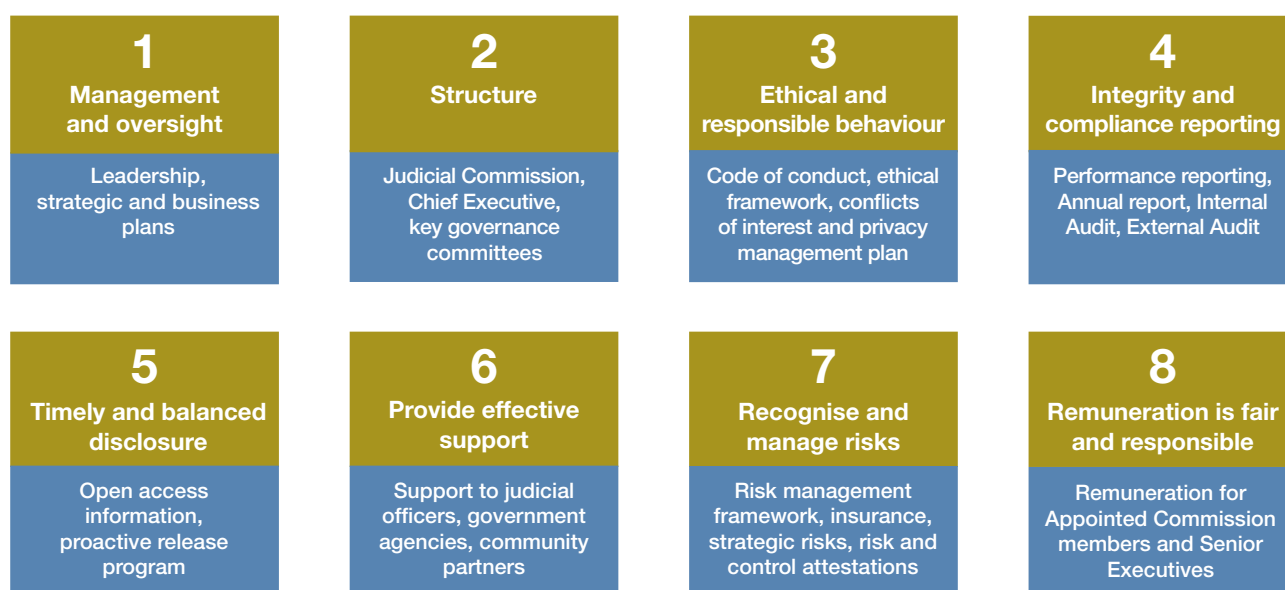 1
Management
and oversight
Leadership,
strategic and business
plans
2
Structure
Judicial Commission,
Chief Executive,
key governance
committees
3
Ethical and
responsible behaviour
Code of conduct, ethical
framework, conflicts
of interest and privacy
management plan
4
Integrity and
compliance reporting
Performance reporting,
Annual report, Internal
Audit, External Audit
5
Timely and balanced
disclosure
Open access
information,
proactive release
program
6
Provide effective
support
Support to judicial
officers, government
agencies, community
partners
7
Recognise and
manage risks
Risk management
framework, insurance,
strategic risks, risk and
control attestations
8
Remuneration is fair
and responsible
Remuneration for
Appointed Commission
members and Senior
Executives